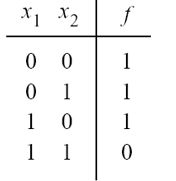 x₁ x₂ f
0 0 1
0 1 1
1 0 1
1 1 0